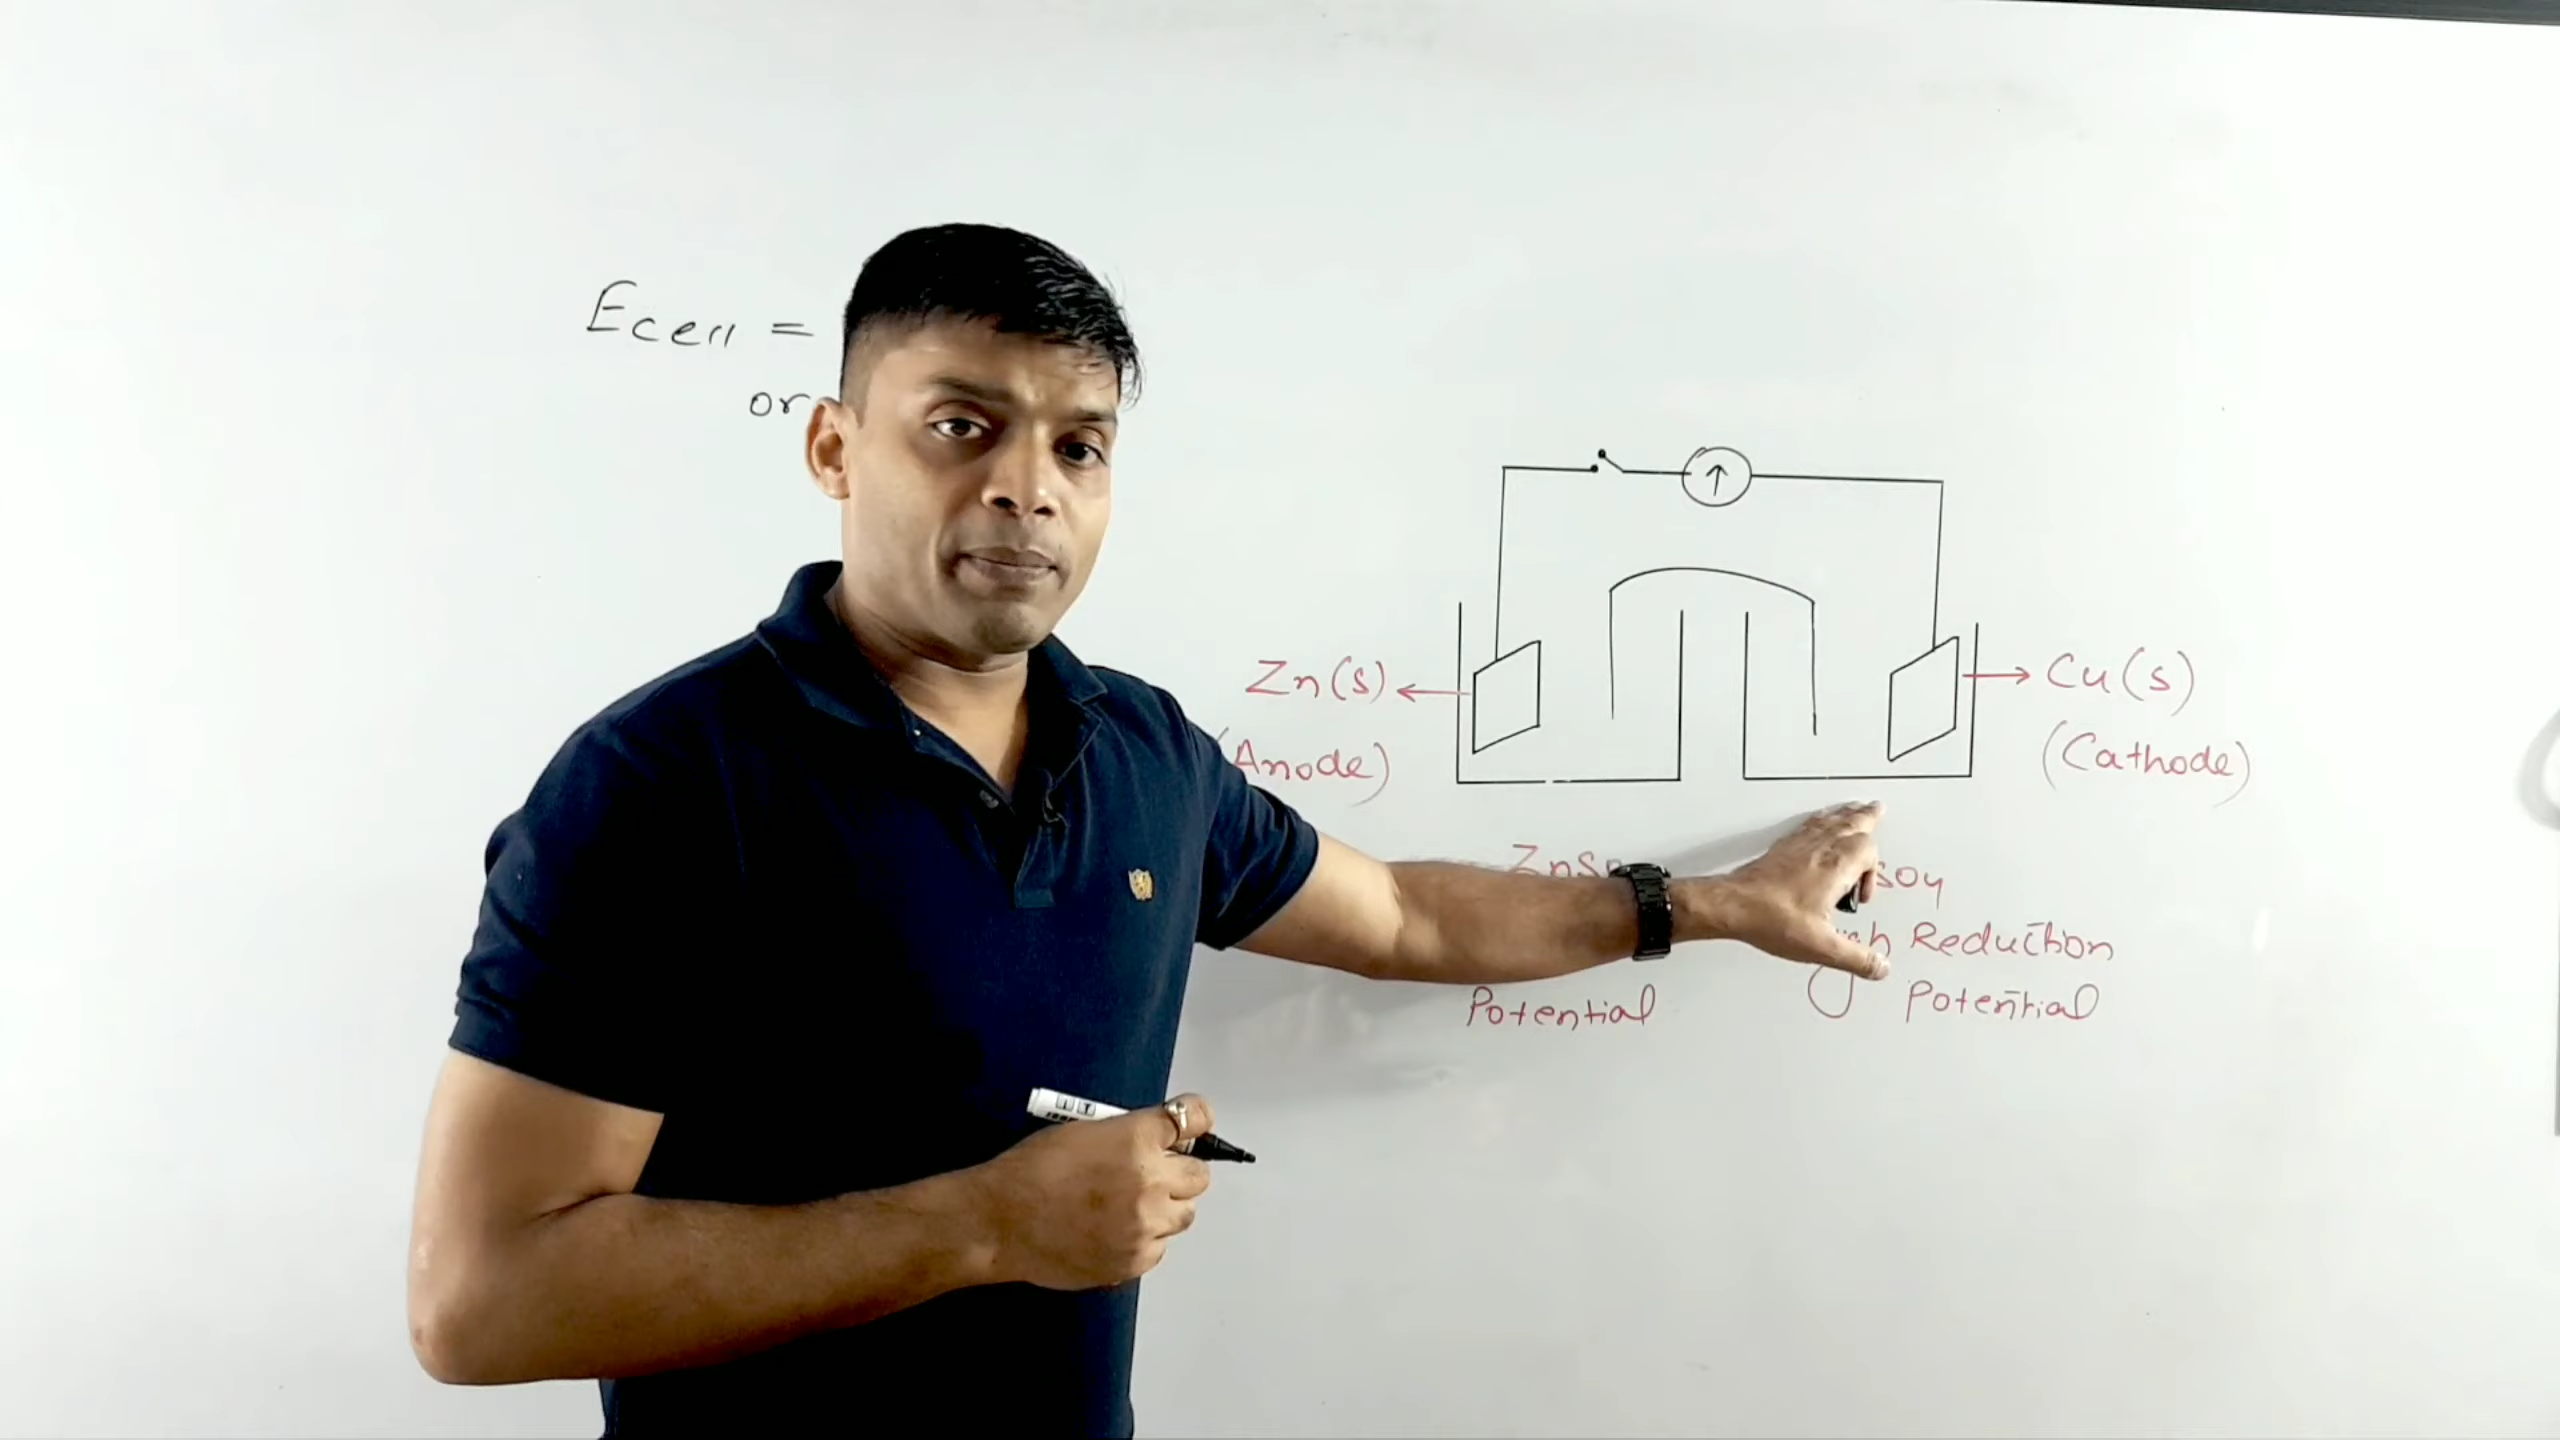 Ecell =
or
Zn(s)
(Anode)
Cu(s)
(Cathode)
Reduction
Potential
Potential